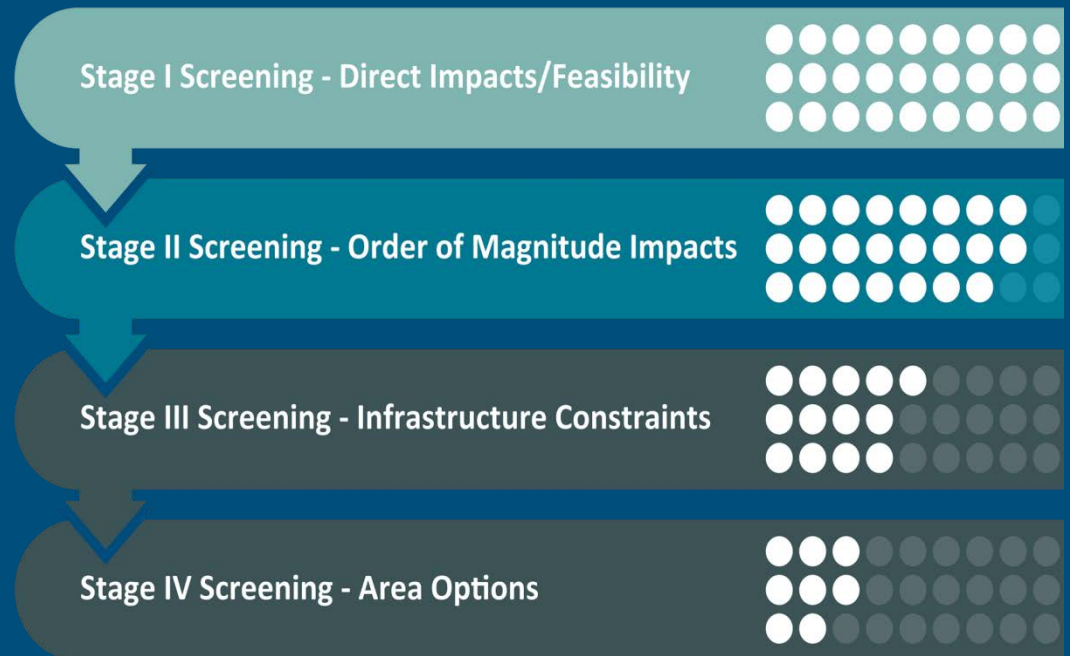 Stage I Screening - Direct Impacts/Feasibility
Stage II Screening - Order of Magnitude Impacts
Stage III Screening - Infrastructure Constraints
Stage IV Screening - Area Options